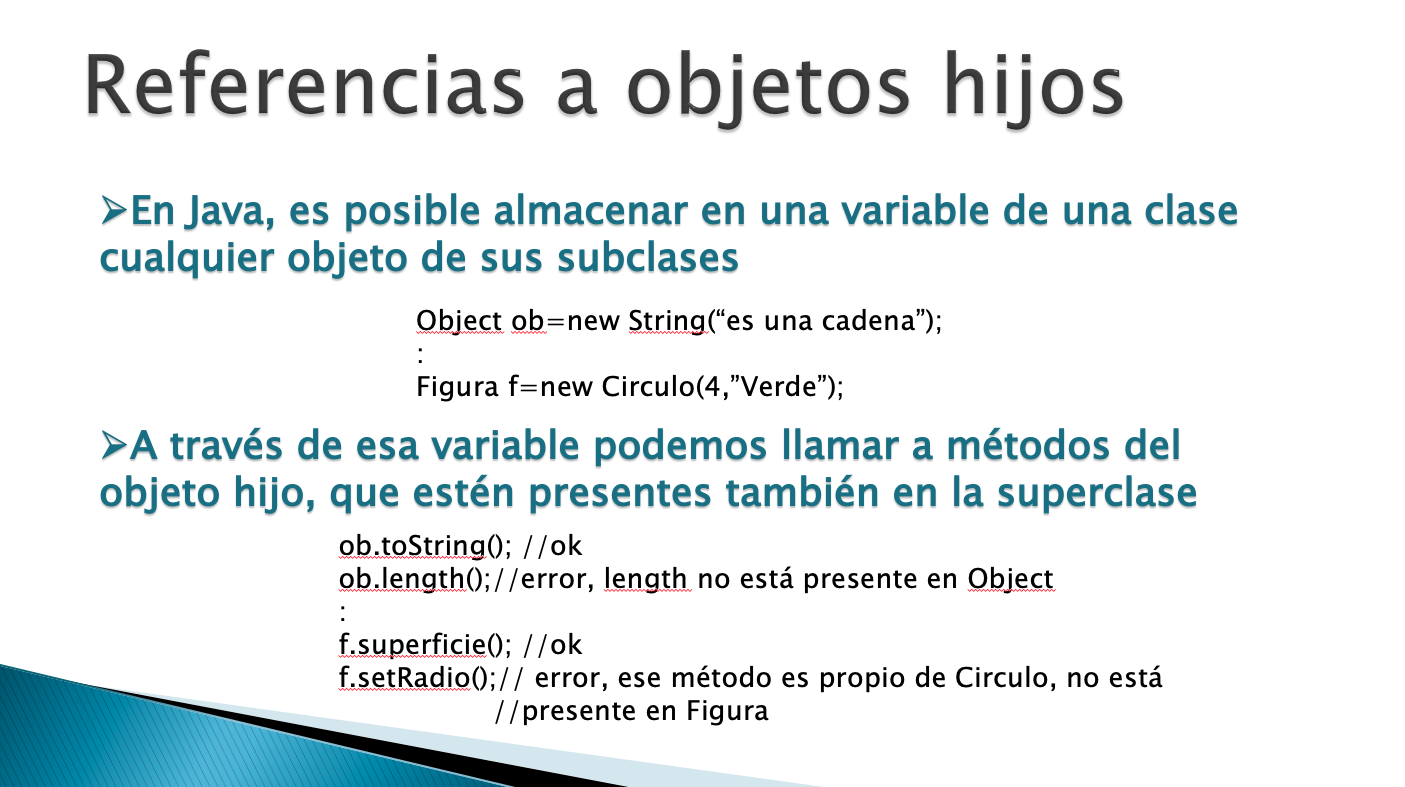 Referencias a objetos hijos
➢En Java, es posible almacenar en una variable de una clase
cualquier objeto de sus subclases
Object ob=new String(“es una cadena”);
:
Figura f=new Circulo(4,”Verde”);
➢A través de esa variable podemos llamar a métodos del
objeto hijo, que estén presentes también en la superclase
ob.toString(); //ok
ob.length();//error, length no está presente en Object
:
f.superficie(); //ok
f.setRadio();// error, ese método es propio de Circulo, no está
//presente en Figura